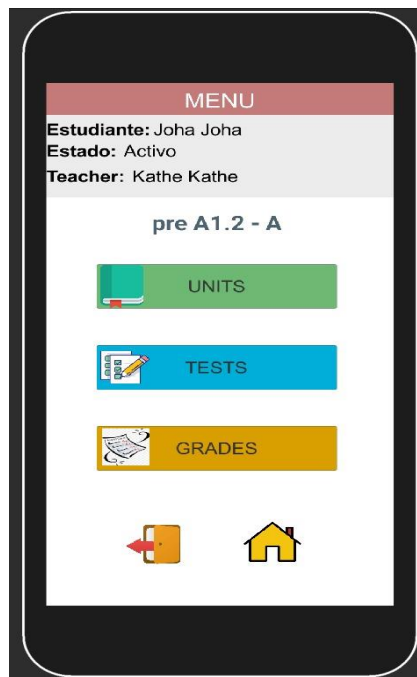 MENU
Estudiante: Joha Joha
Estado: Activo
Teacher: Kathe Kathe
pre A1.2 - A
UNITS
TESTS
GRADES